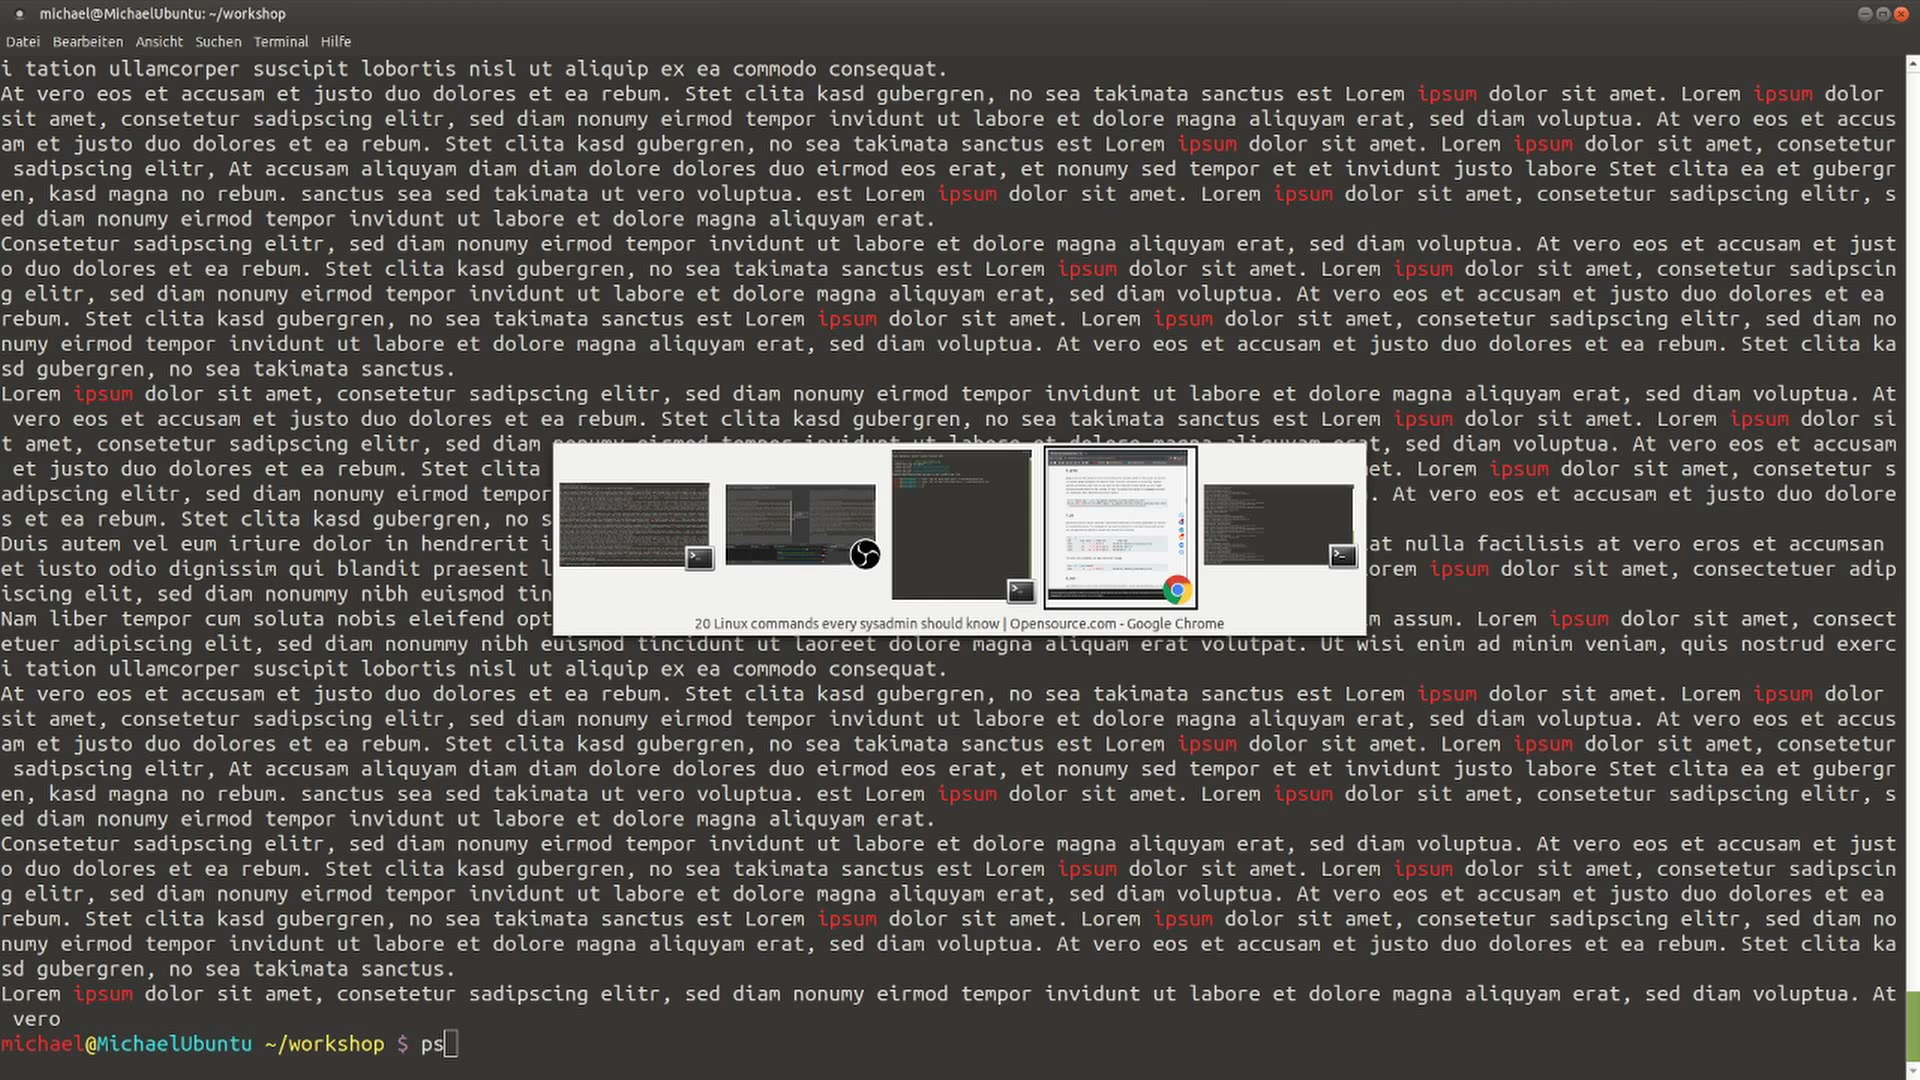 michael@MichaelUbuntu: ~/workshop
Datei Bearbeiten Ansicht Suchen Terminal Hilfe
i tation ullamcorper suscipit lobortis nisl ut aliquip ex ea commodo consequat.
At vero eos et accusam et justo duo dolores et ea rebum. Stet clita kasd gubergren, no sea takimata sanctus est Lorem ipsum dolor sit amet. Lorem ipsum dolor
sit amet, consetetur sadipscing elitr, sed diam nonumy eirmod tempor invidunt ut labore et dolore magna aliquyam erat, sed diam voluptua. At vero eos et accus
am et justo duo dolores et ea rebum. Stet clita kasd gubergren, no sea takimata sanctus est Lorem ipsum dolor sit amet. Lorem ipsum dolor sit amet, consetetur
sadipscing elitr, At accusam aliquyam diam diam dolore dolores duo eirmod eos erat, et nonumy sed tempor et et invidunt justo labore Stet clita ea et gubergr
en, kasd magna no rebum. sanctus sea sed takimata ut vero voluptua. est Lorem ipsum dolor sit amet. Lorem ipsum dolor sit amet, consetetur sadipscing elitr, s
ed diam nonumy eirmod tempor invidunt ut labore et dolore magna aliquyam erat.
Consetetur sadipscing elitr, sed diam nonumy eirmod tempor invidunt ut labore et dolore magna aliquyam erat, sed diam voluptua. At vero eos et accusam et just
o duo dolores et ea rebum. Stet clita kasd gubergren, no sea takimata sanctus est Lorem ipsum dolor sit amet. Lorem ipsum dolor sit amet, consetetur sadipscin
g elitr, sed diam nonumy eirmod tempor invidunt ut labore et dolore magna aliquyam erat, sed diam voluptua. At vero eos et accusam et justo duo dolores et ea
rebum. Stet clita kasd gubergren, no sea takimata sanctus est Lorem ipsum dolor sit amet. Lorem ipsum dolor sit amet, consetetur sadipscing elitr, sed diam no
numy eirmod tempor invidunt ut labore et dolore magna aliquyam erat, sed diam voluptua. At vero eos et accusam et justo duo dolores et ea rebum. Stet clita ka
sd gubergren, no sea takimata sanctus.
Lorem ipsum dolor sit amet, consetetur sadipscing elitr, sed diam nonumy eirmod tempor invidunt ut labore et dolore magna aliquyam erat, sed diam voluptua. At
vero eos et accusam et justo duo dolores et ea rebum. Stet clita kasd gubergren, no sea takimata sanctus est Lorem ipsum dolor sit amet. Lorem ipsum dolor si
t amet, consetetur sadipscing elitr, sed diam nonumy eirmod tempor invidunt ut labore et dolore magna aliquyam erat, sed diam voluptua. At vero eos et accusam
et justo duo dolores et ea rebum. Stet clita met. Lorem ipsum dolor sit amet, consetetur
adipscing elitr, sed diam nonumy eirmod tempor . At vero eos et accusam et justo duo dolore
s et ea rebum. Stet clita kasd gubergren, no s
Duis autem vel eum iriure dolor in hendrerit i at nulla facilisis at vero eros et accumsan
et iusto odio dignissim qui blandit praesent l orem ipsum dolor sit amet, consectetuer adip
iscing elit, sed diam nonummy nibh euismod tin
Nam liber tempor cum soluta nobis eleifend opt m assum. Lorem ipsum dolor sit amet, consect
20 Linux commands every sysadmin should know | Opensource.com - Google Chrome
etuer adipiscing elit, sed diam nonummy nibh euismod tincidunt ut laoreet dolore magna aliquam erat volutpat. Ut wisi enim ad minim veniam, quis nostrud exerc
i tation ullamcorper suscipit lobortis nisl ut aliquip ex ea commodo consequat.
At vero eos et accusam et justo duo dolores et ea rebum. Stet clita kasd gubergren, no sea takimata sanctus est Lorem ipsum dolor sit amet. Lorem ipsum dolor
sit amet, consetetur sadipscing elitr, sed diam nonumy eirmod tempor invidunt ut labore et dolore magna aliquyam erat, sed diam voluptua. At vero eos et accus
am et justo duo dolores et ea rebum. Stet clita kasd gubergren, no sea takimata sanctus est Lorem ipsum dolor sit amet. Lorem ipsum dolor sit amet, consetetur
sadipscing elitr, At accusam aliquyam diam diam dolore dolores duo eirmod eos erat, et nonumy sed tempor et et invidunt justo labore Stet clita ea et gubergr
en, kasd magna no rebum. sanctus sea sed takimata ut vero voluptua. est Lorem ipsum dolor sit amet. Lorem ipsum dolor sit amet, consetetur sadipscing elitr, s
ed diam nonumy eirmod tempor invidunt ut labore et dolore magna aliquyam erat.
Consetetur sadipscing elitr, sed diam nonumy eirmod tempor invidunt ut labore et dolore magna aliquyam erat, sed diam voluptua. At vero eos et accusam et just
o duo dolores et ea rebum. Stet clita kasd gubergren, no sea takimata sanctus est Lorem ipsum dolor sit amet. Lorem ipsum dolor sit amet, consetetur sadipscin
g elitr, sed diam nonumy eirmod tempor invidunt ut labore et dolore magna aliquyam erat, sed diam voluptua. At vero eos et accusam et justo duo dolores et ea
rebum. Stet clita kasd gubergren, no sea takimata sanctus est Lorem ipsum dolor sit amet. Lorem ipsum dolor sit amet, consetetur sadipscing elitr, sed diam no
numy eirmod tempor invidunt ut labore et dolore magna aliquyam erat, sed diam voluptua. At vero eos et accusam et justo duo dolores et ea rebum. Stet clita ka
sd gubergren, no sea takimata sanctus.
Lorem ipsum dolor sit amet, consetetur sadipscing elitr, sed diam nonumy eirmod tempor invidunt ut labore et dolore magna aliquyam erat, sed diam voluptua. At
vero
michael@MichaelUbuntu ~/workshop $ ps